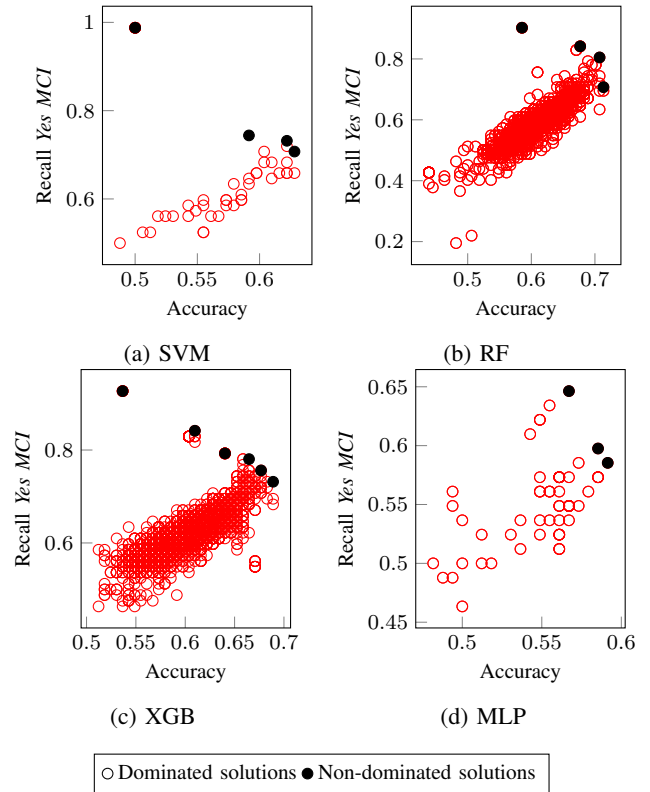 1
0.8
0.6
Recall Yes MCI
0.5
0.55
0.6
Accuracy
(a) SVM
0.8
0.6
0.4
0.2
Recall Yes MCI
0.5
0.6
0.7
Accuracy
(b) RF
0.8
0.6
Recall Yes MCI
0.5
0.55
0.6
0.65
0.7
Accuracy
(c) XGB
0.65
0.6
0.55
0.5
0.45
Recall Yes MCI
0.5
0.55
0.6
Accuracy
(d) MLP
Dominated solutions
Non-dominated solutions